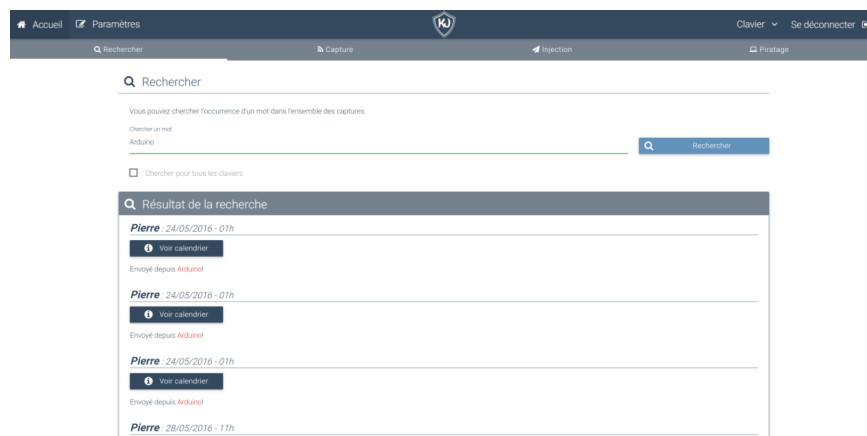 Accueil Paramètres KJ Clavier Se déconnecter
Rechercher Capture Injection Piratage
Rechercher
Vous pouvez chercher l'occurrence d'un mot dans l'ensemble des captures.
Chercher un mot
Arduino
Rechercher
Chercher pour tous les claviers
Résultat de la recherche
Pierre : 24/05/2016 - 01h
Voir calendrier
Envoyé depuis Arduino!
Pierre : 24/05/2016 - 01h
Voir calendrier
Envoyé depuis Arduino!
Pierre : 24/05/2016 - 01h
Voir calendrier
Envoyé depuis Arduino!
Pierre : 28/05/2016 - 11h